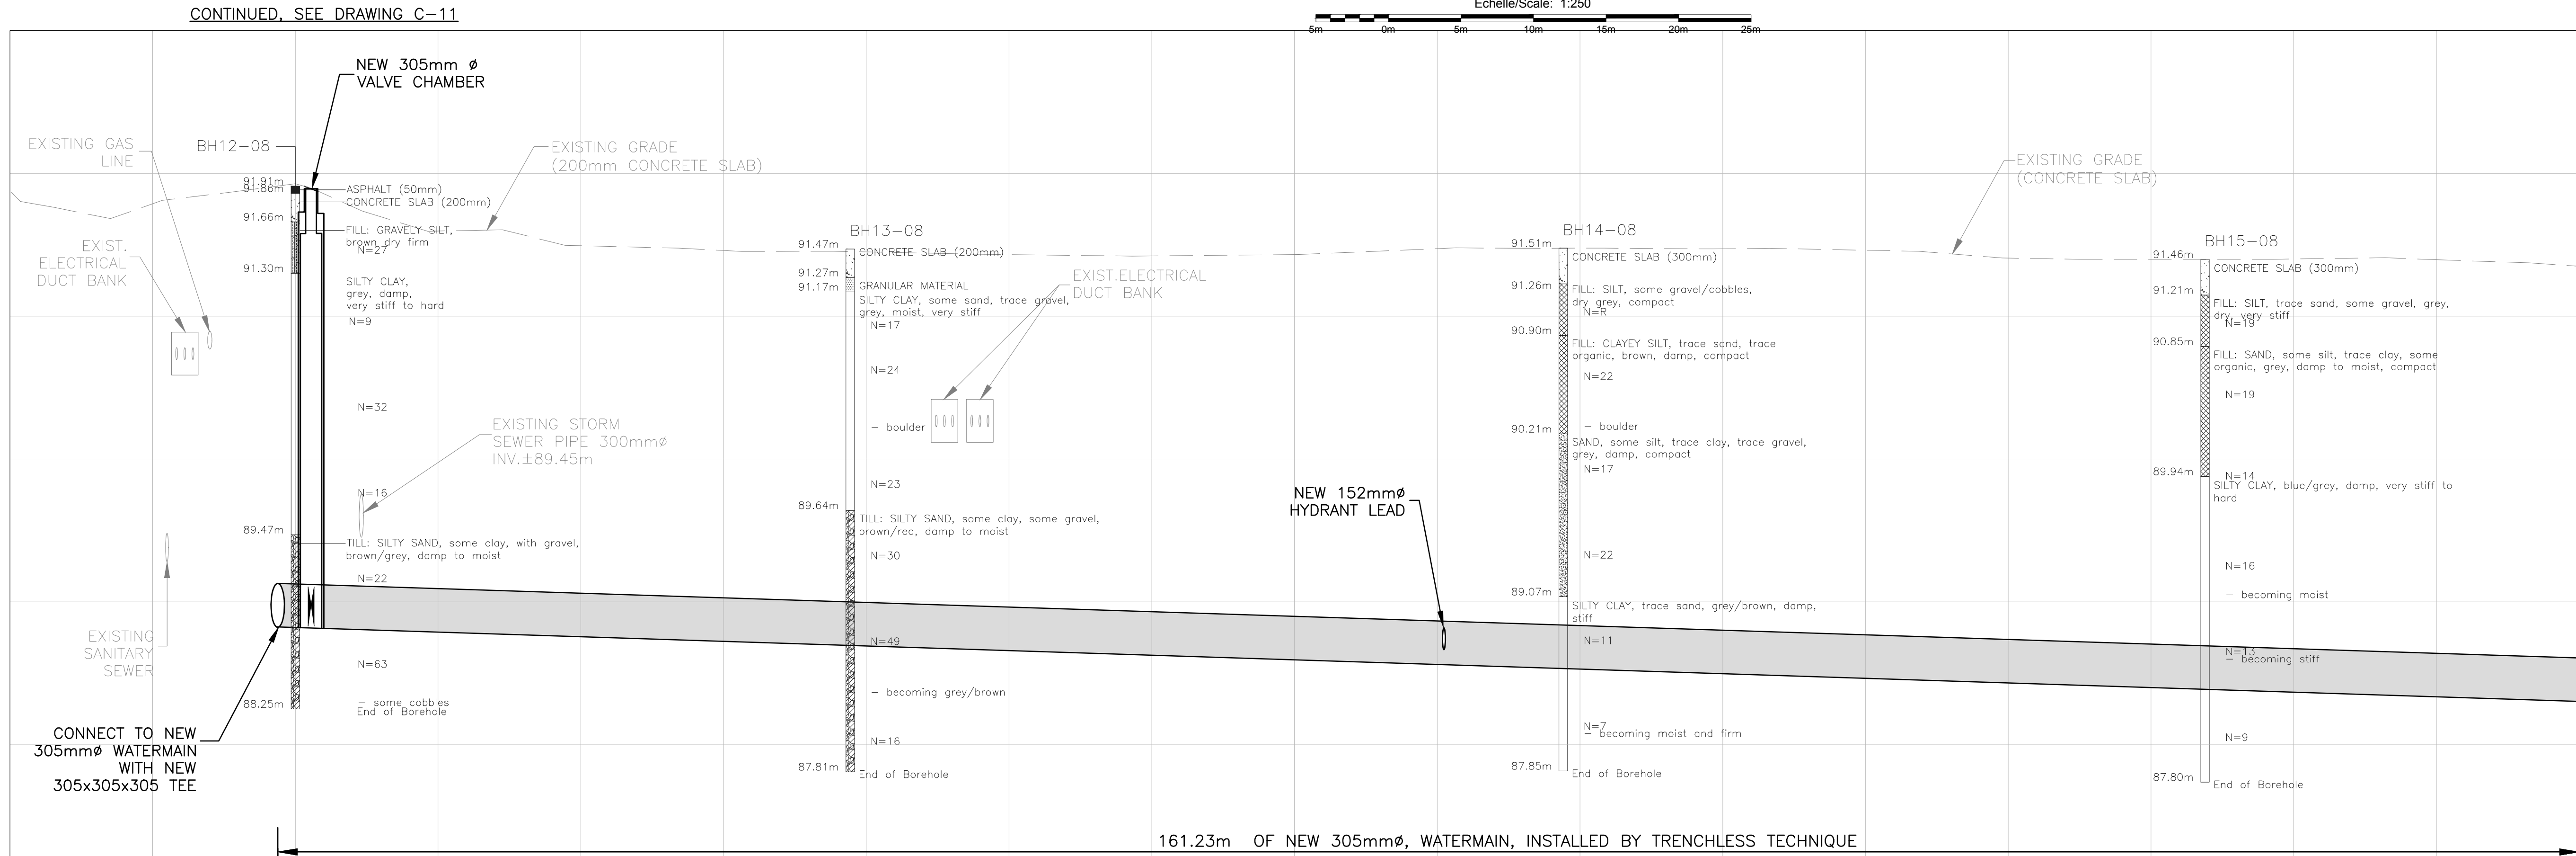 CONTINUED, SEE DRAWING C-11
Echelle/Scale: 1:250
5m 0m 5m 10m 15m 20m 25m
NEW 305mm ø
VALVE CHAMBER
EXISTING GAS
LINE
BH12-08
EXISTING GRADE
(200mm CONCRETE SLAB)
91.91m
91.86m
ASPHALT (50mm)
CONCRETE SLAB (200mm)
91.66m
FILL: GRAVELY SILT,
brown dry firm
N=27
EXIST.
ELECTRICAL
DUCT BANK
91.30m
SILTY CLAY,
grey, damp,
very stiff to hard
N=9
N=32
EXISTING STORM
SEWER PIPE 300mmø
INV.±89.45m
N=16
89.47m
TILL: SILTY SAND, some clay, with gravel,
brown/grey, damp to moist
N=22
EXISTING
SANITARY
SEWER
N=63
88.25m
- some cobbles
End of Borehole
CONNECT TO NEW
305mmø WATERMAIN
WITH NEW
305x305x305 TEE
BH13-08
91.47m
CONCRETE SLAB (200mm)
91.27m
91.17m
GRANULAR MATERIAL
SILTY CLAY, some sand, trace gravel,
grey, moist, very stiff
N=17
EXIST.ELECTRICAL
DUCT BANK
N=24
- boulder
N=23
89.64m
TILL: SILTY SAND, some clay, some gravel,
brown/red, damp to moist
N=30
N=49
- becoming grey/brown
N=16
87.81m
End of Borehole
NEW 152mmø
HYDRANT LEAD
BH14-08
91.51m
CONCRETE SLAB (300mm)
91.26m
FILL: SILT, some gravel/cobbles,
dry grey, compact
N=R
90.90m
FILL: CLAYEY SILT, trace sand, trace
organic, brown, damp, compact
N=22
- boulder
90.21m
SAND, some silt, trace clay, trace gravel,
grey, damp, compact
N=17
N=22
89.07m
SILTY CLAY, trace sand, grey/brown, damp,
stiff
N=11
N=7
- becoming moist and firm
87.85m
End of Borehole
EXISTING GRADE
(CONCRETE SLAB)
BH15-08
91.46m
CONCRETE SLAB (300mm)
91.21m
FILL: SILT, trace sand, some gravel, grey,
dry, very stiff
N=19
90.85m
FILL: SAND, some silt, trace clay, some
organic, grey, damp to moist, compact
N=19
89.94m
N=14
SILTY CLAY, blue/grey, damp, very stiff to
hard
N=16
- becoming moist
N=13
- becoming stiff
N=9
87.80m
End of Borehole
161.23m OF NEW 305mmø, WATERMAIN, INSTALLED BY TRENCHLESS TECHNIQUE